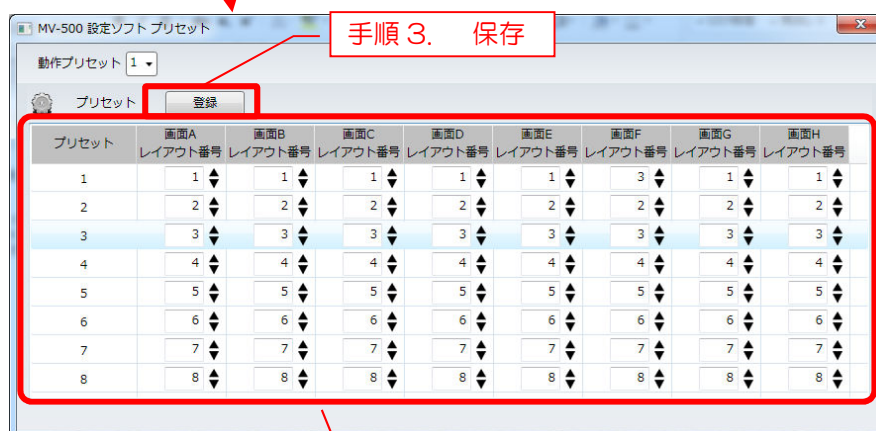 MV-500 設定ソフト プリセット
手順３．　保存
動作プリセット 1
プリセット 登録
プリセット 画面A レイアウト番号 画面B レイアウト番号 画面C レイアウト番号 画面D レイアウト番号 画面E レイアウト番号 画面F レイアウト番号 画面G レイアウト番号 画面H レイアウト番号
1 1 1 1 1 1 3 1 1
2 2 2 2 2 2 2 2 2
3 3 3 3 3 3 3 3 3
4 4 4 4 4 4 4 4 4
5 5 5 5 5 5 5 5 5
6 6 6 6 6 6 6 6 6
7 7 7 7 7 7 7 7 7
8 8 8 8 8 8 8 8 8